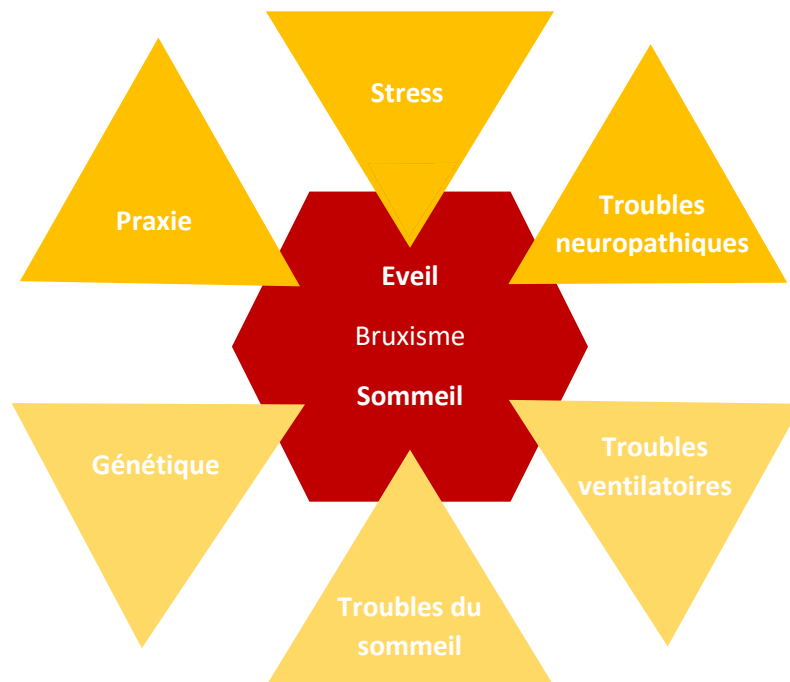 Stress
Praxie
Troubles
neuropathiques
Eveil
Bruxisme
Sommeil
Génétique
Troubles
ventilatoires
Troubles du
sommeil